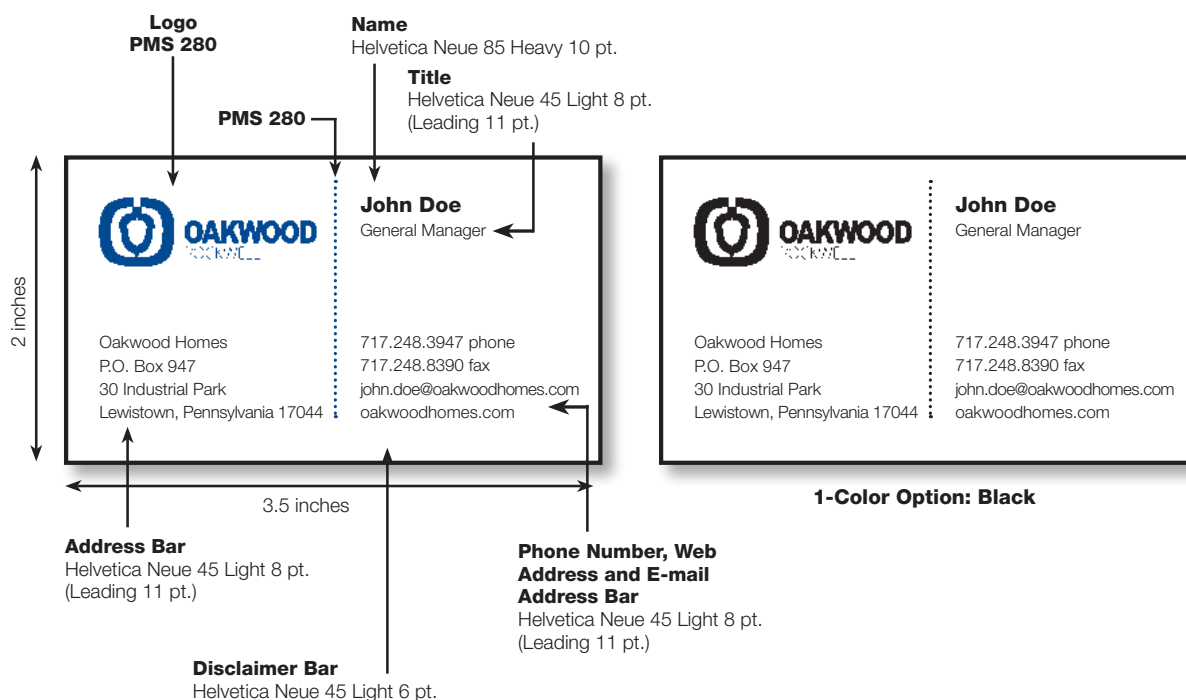 Logo
PMS 280
Name
Helvetica Neue 85 Heavy 10 pt.
Title
Helvetica Neue 45 Light 8 pt.
(Leading 11 pt.)
PMS 280
2 inches
OAKWOOD
John Doe
General Manager
Oakwood Homes
P.O. Box 947
30 Industrial Park
Lewistown, Pennsylvania 17044
717.248.3947 phone
717.248.8390 fax
john.doe@oakwoodhomes.com
oakwoodhomes.com
3.5 inches
OAKWOOD
John Doe
General Manager
Oakwood Homes
P.O. Box 947
30 Industrial Park
Lewistown, Pennsylvania 17044
717.248.3947 phone
717.248.8390 fax
john.doe@oakwoodhomes.com
oakwoodhomes.com
1-Color Option: Black
Address Bar
Helvetica Neue 45 Light 8 pt.
(Leading 11 pt.)
Phone Number, Web
Address and E-mail
Address Bar
Helvetica Neue 45 Light 8 pt.
(Leading 11 pt.)
Disclaimer Bar
Helvetica Neue 45 Light 6 pt.